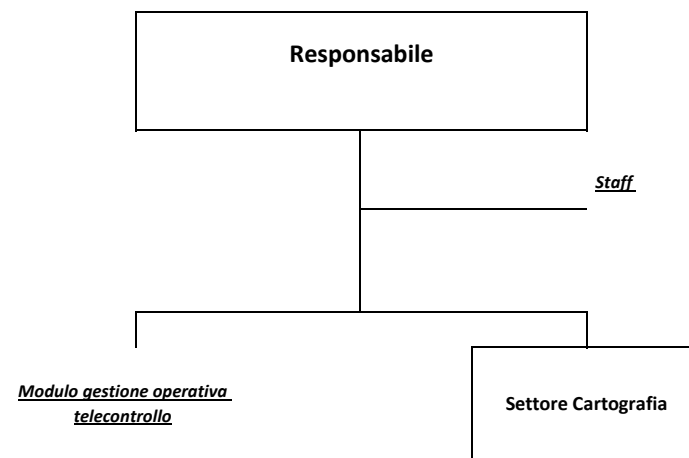 Responsabile
Staff
Modulo gestione operativa
telecontrollo
Settore Cartografia